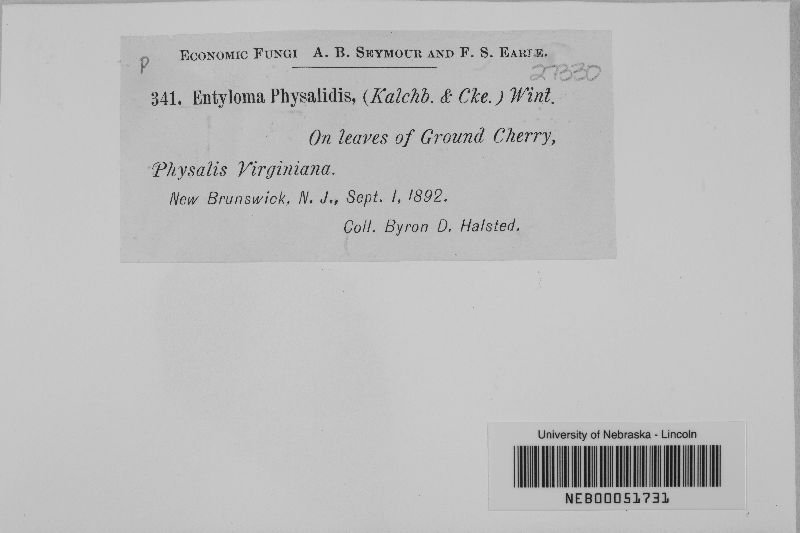 P
ECONOMIC FUNGI A. B. SEYMOUR AND F. S. EARLE.
27330
341. Entyloma Physalidis, (Kalchb. & Cke.) Wint.
On leaves of Ground Cherry,
Physalis Virginiana.
New Brunswick, N. J., Sept. 1, 1892.
Coll. Byron D. Halsted.
University of Nebraska - Lincoln
NEB00051731